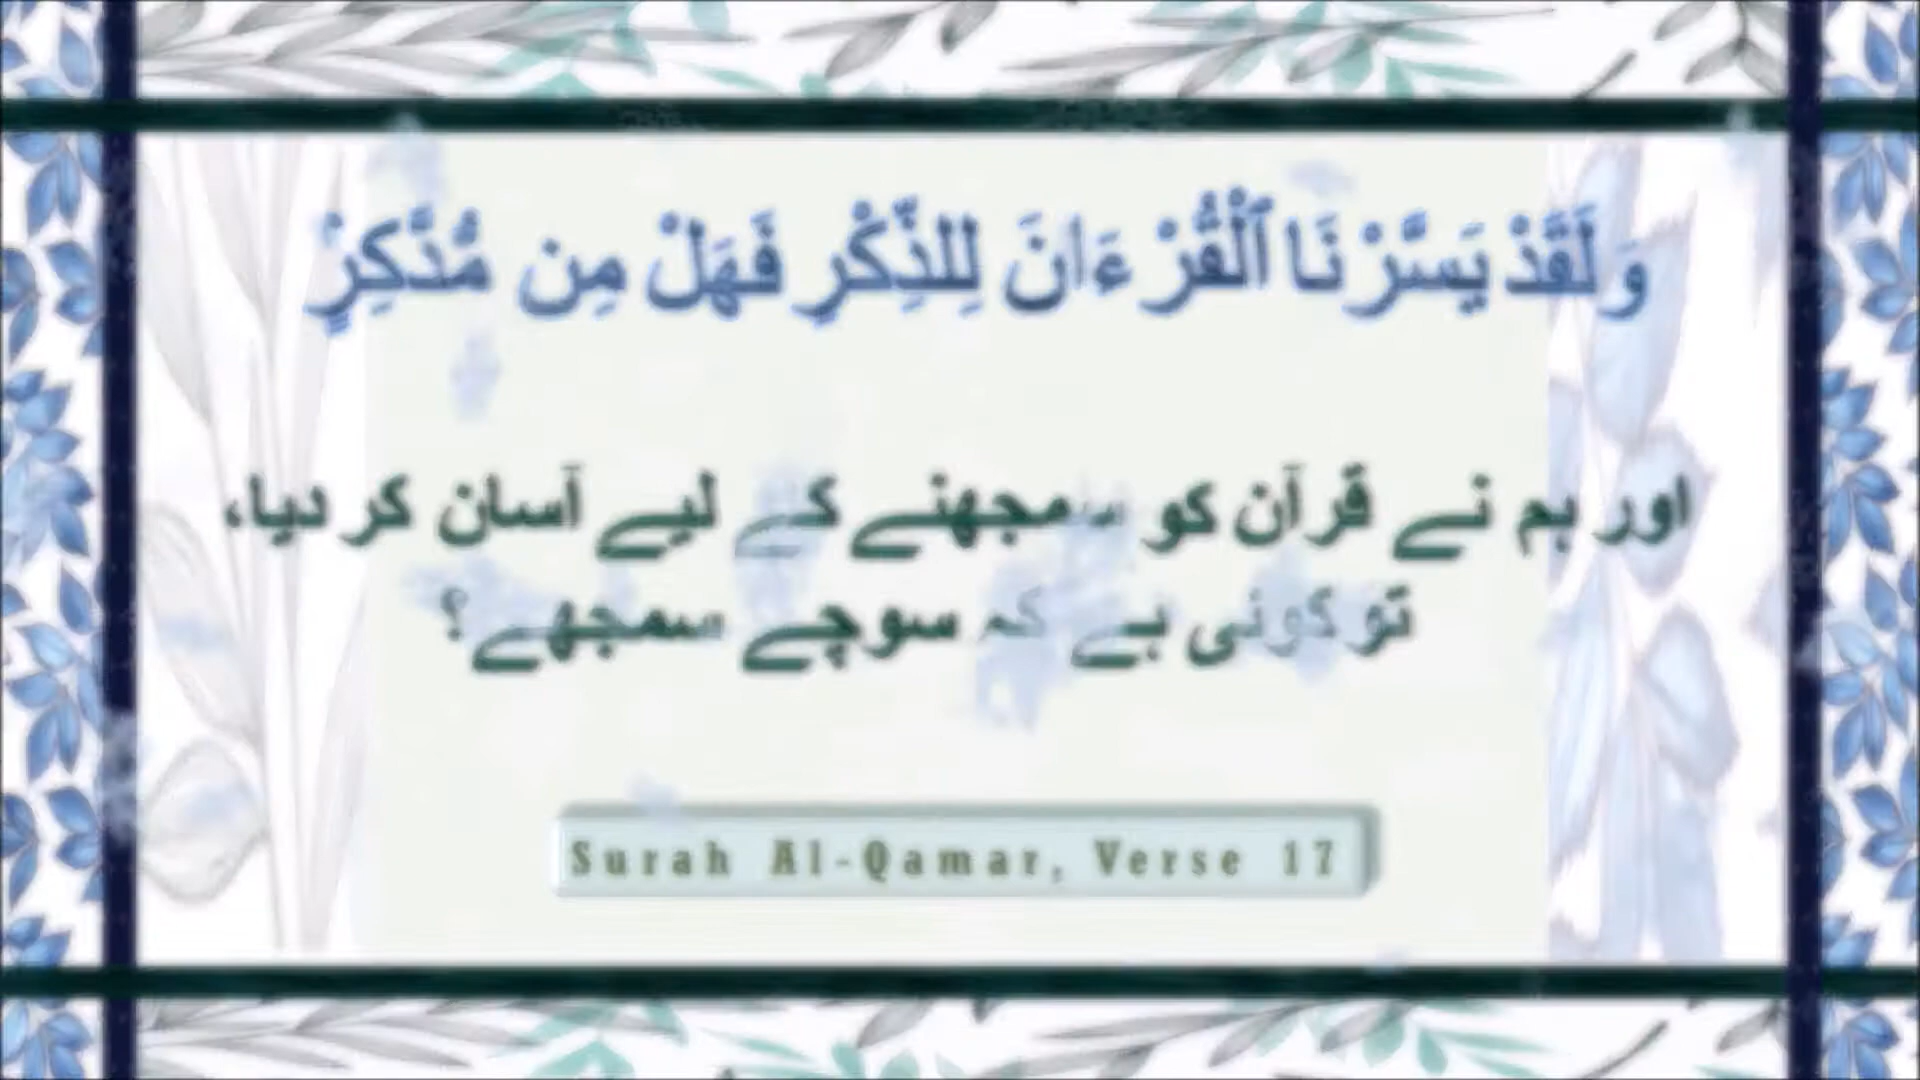 وَلَقَدْ يَسَّرْنَا ٱلْقُرْءَانَ لِلذِّكْرِ فَهَلْ مِن مُّدَّكِرٍۢ
اور ہم نے قرآن کو سمجھنے کے لیے آسان کر دیا،
تو کوئی ہے کہ سوچے سمجھے؟
Surah Al-Qamar, Verse 17